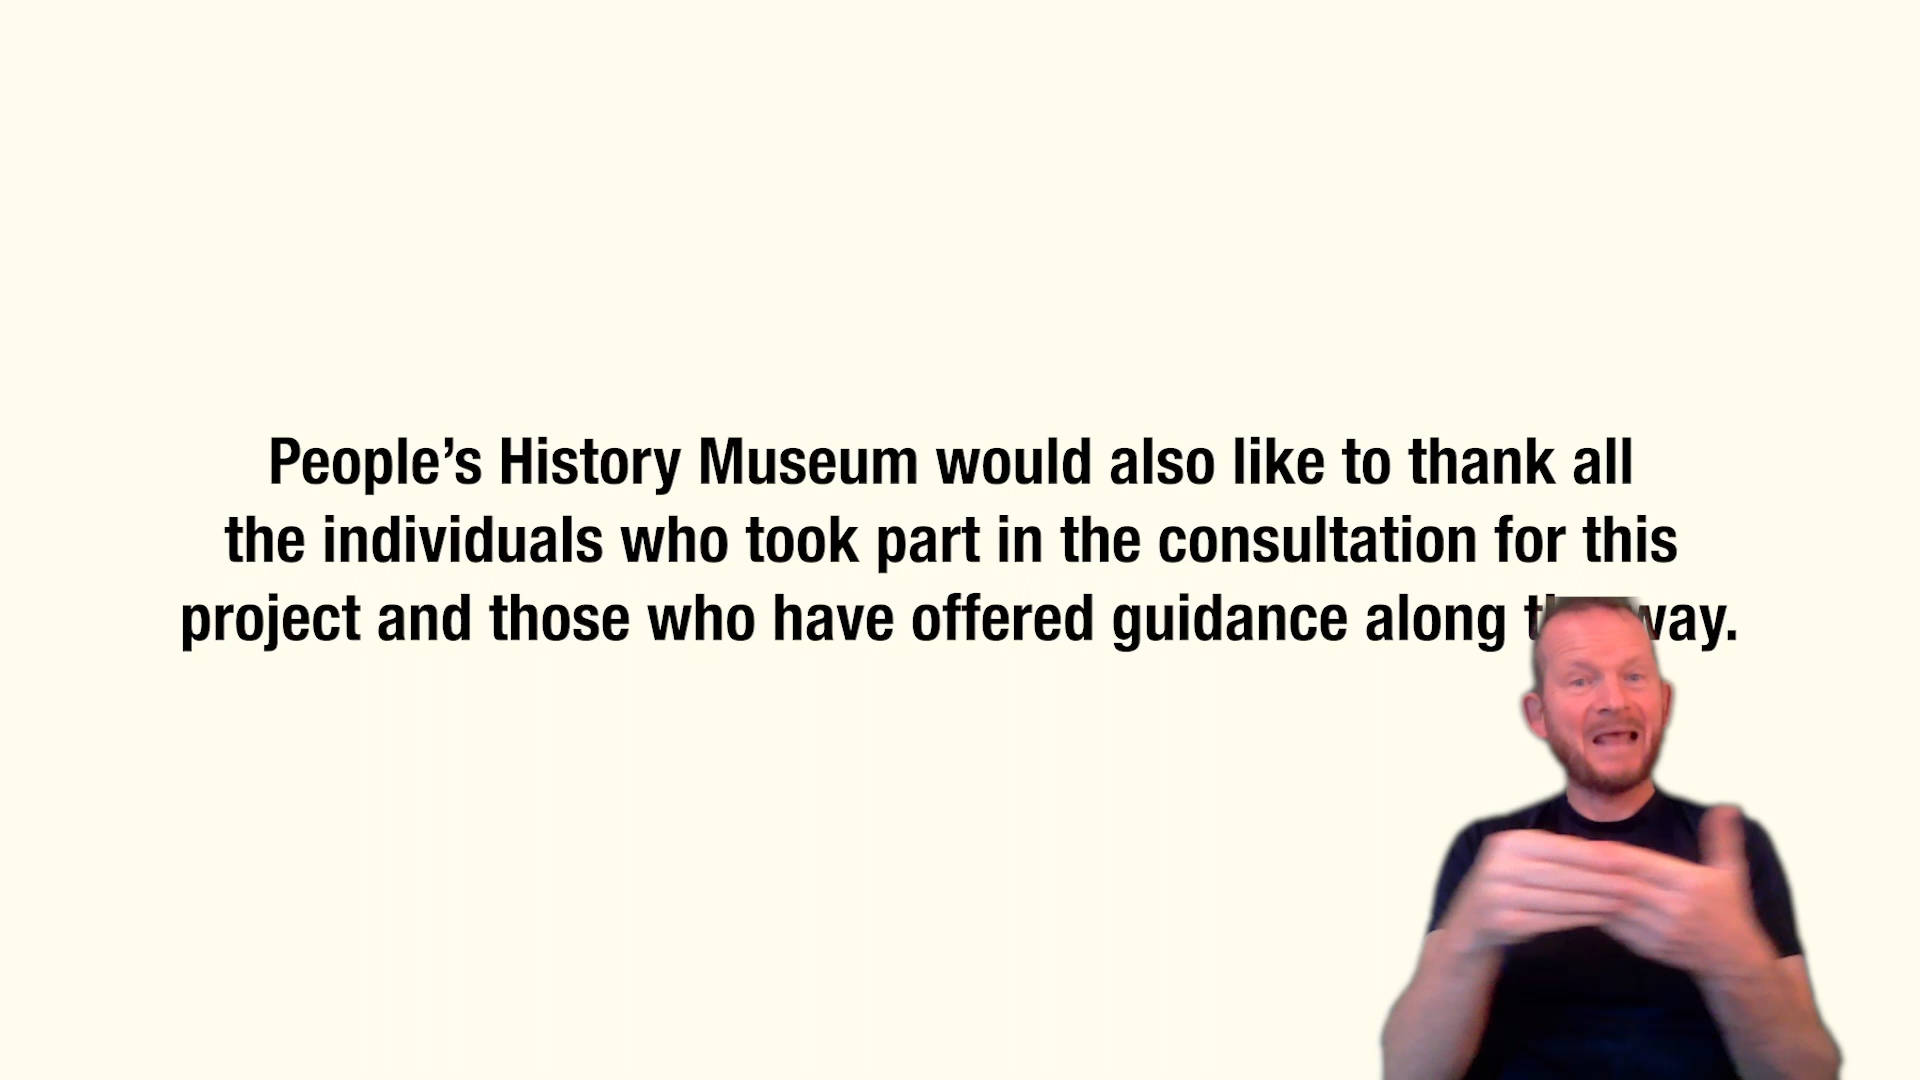 People’s History Museum would also like to thank all
the individuals who took part in the consultation for this
project and those who have offered guidance along way.